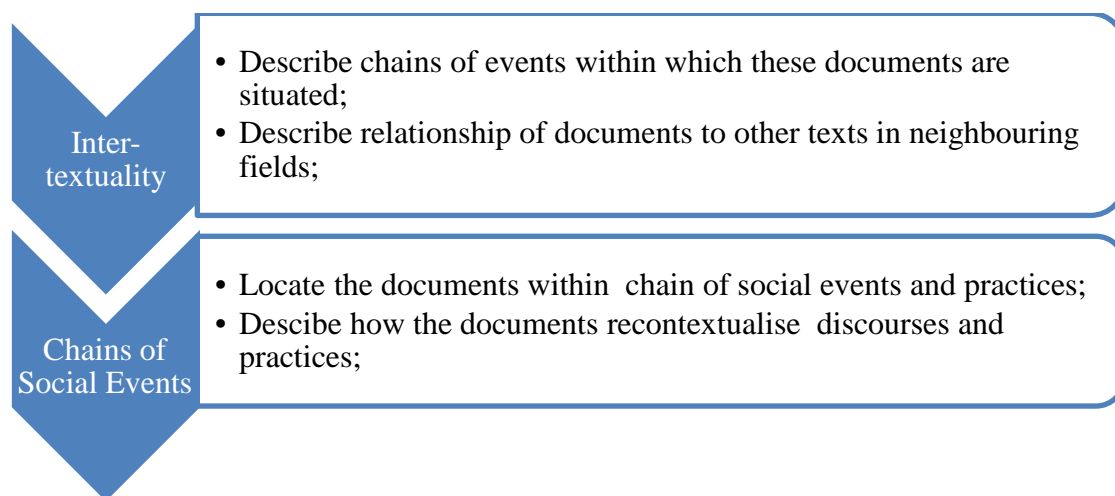 Inter-
textuality
• Describe chains of events within which these documents are
situated;
• Describe relationship of documents to other texts in neighbouring
fields;
Chains of
Social Events
• Locate the documents within  chain of social events and practices;
• Descibe how the documents recontextualise  discourses and
practices;